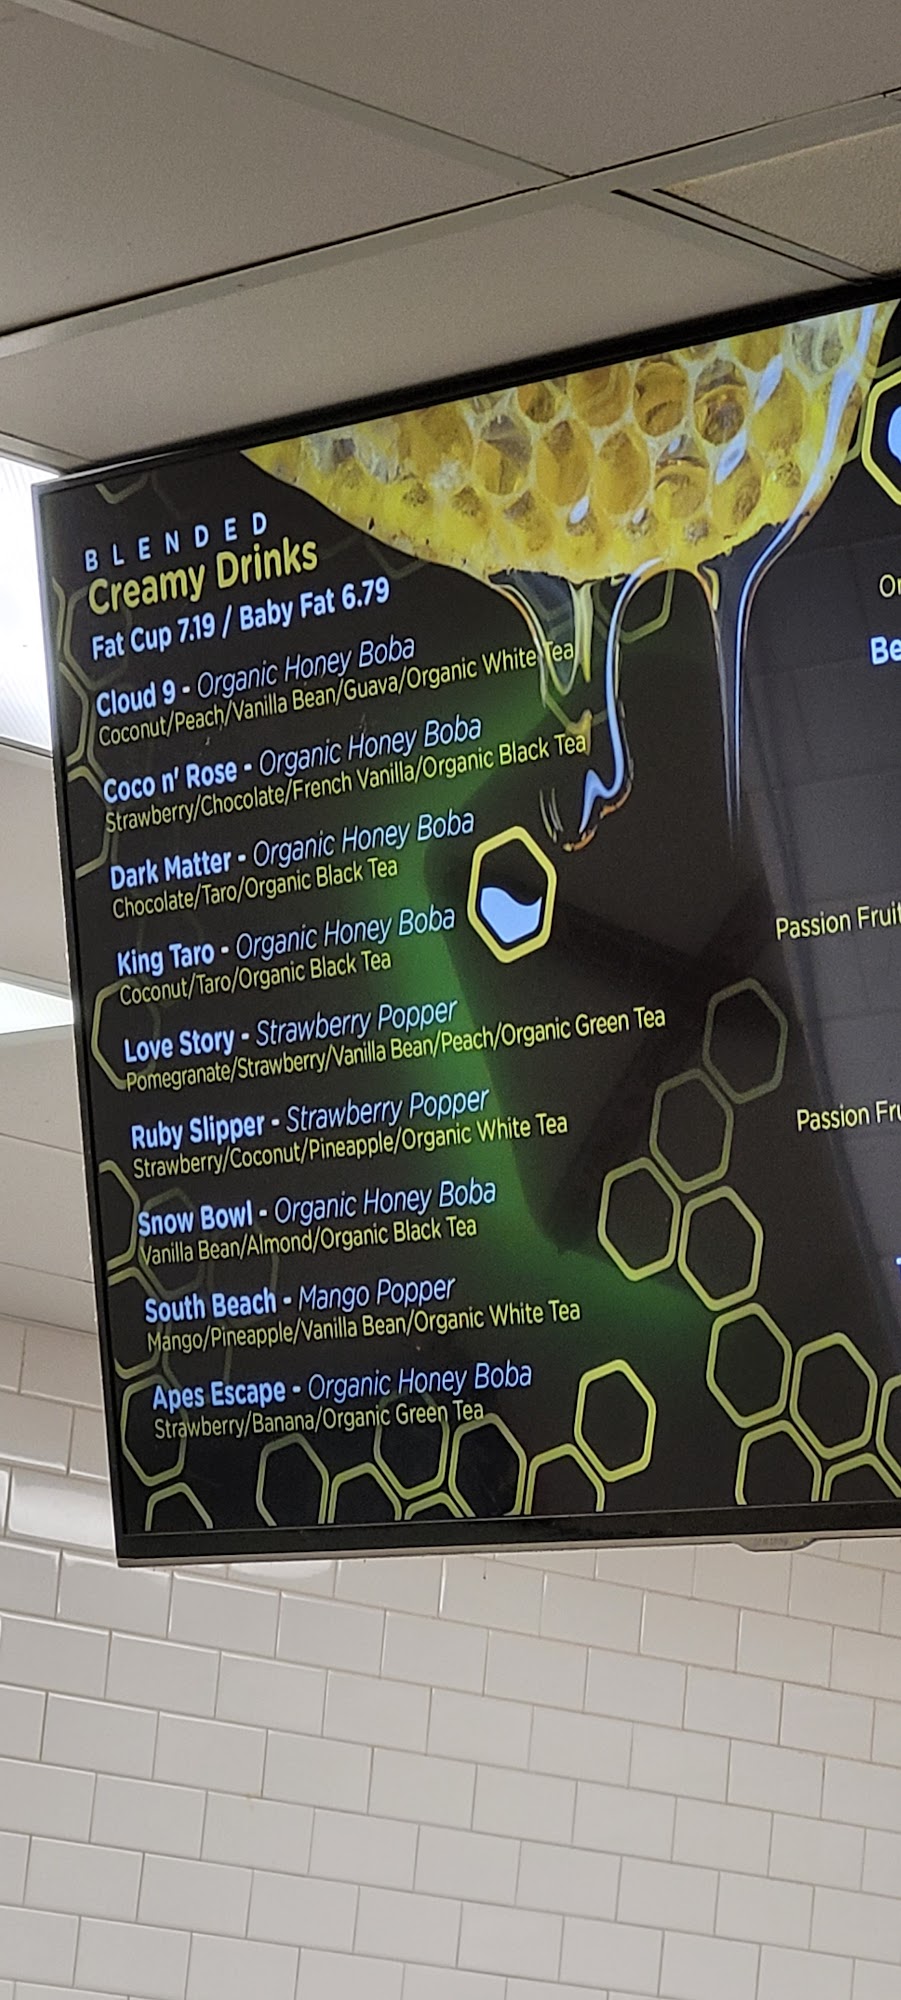 BLENDED
Creamy Drinks
Fat Cup 7.19 / Baby Fat 6.79
Cloud 9 - Organic Honey Boba
Coconut/Peach/Vanilla Bean/Guava/Organic White Tea
Coco n' Rose - Organic Honey Boba
Strawberry/Chocolate/French Vanilla/Organic Black Tea
Dark Matter - Organic Honey Boba
Chocolate/Taro/Organic Black Tea
King Taro - Organic Honey Boba
Coconut/Taro/Organic Black Tea
Love Story - Strawberry Popper
Pomegranate/Strawberry/Vanilla Bean/Peach/Organic Green Tea
Ruby Slipper - Strawberry Popper
Strawberry/Coconut/Pineapple/Organic White Tea
Snow Bowl - Organic Honey Boba
Vanilla Bean/Almond/Organic Black Tea
South Beach - Mango Popper
Mango/Pineapple/Vanilla Bean/Organic White Tea
Apes Escape - Organic Honey Boba
Strawberry/Banana/Organic Green Tea
Or
Be
Passion Fruit
Passion Fru